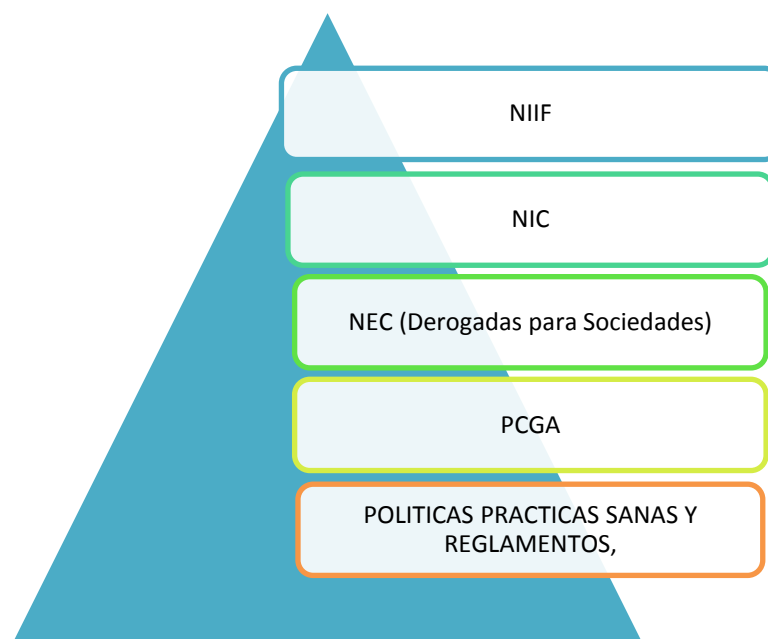 NIIF
NIC
NEC (Derogadas para Sociedades)
PCGA
POLITICAS PRACTICAS SANAS Y
REGLAMENTOS,